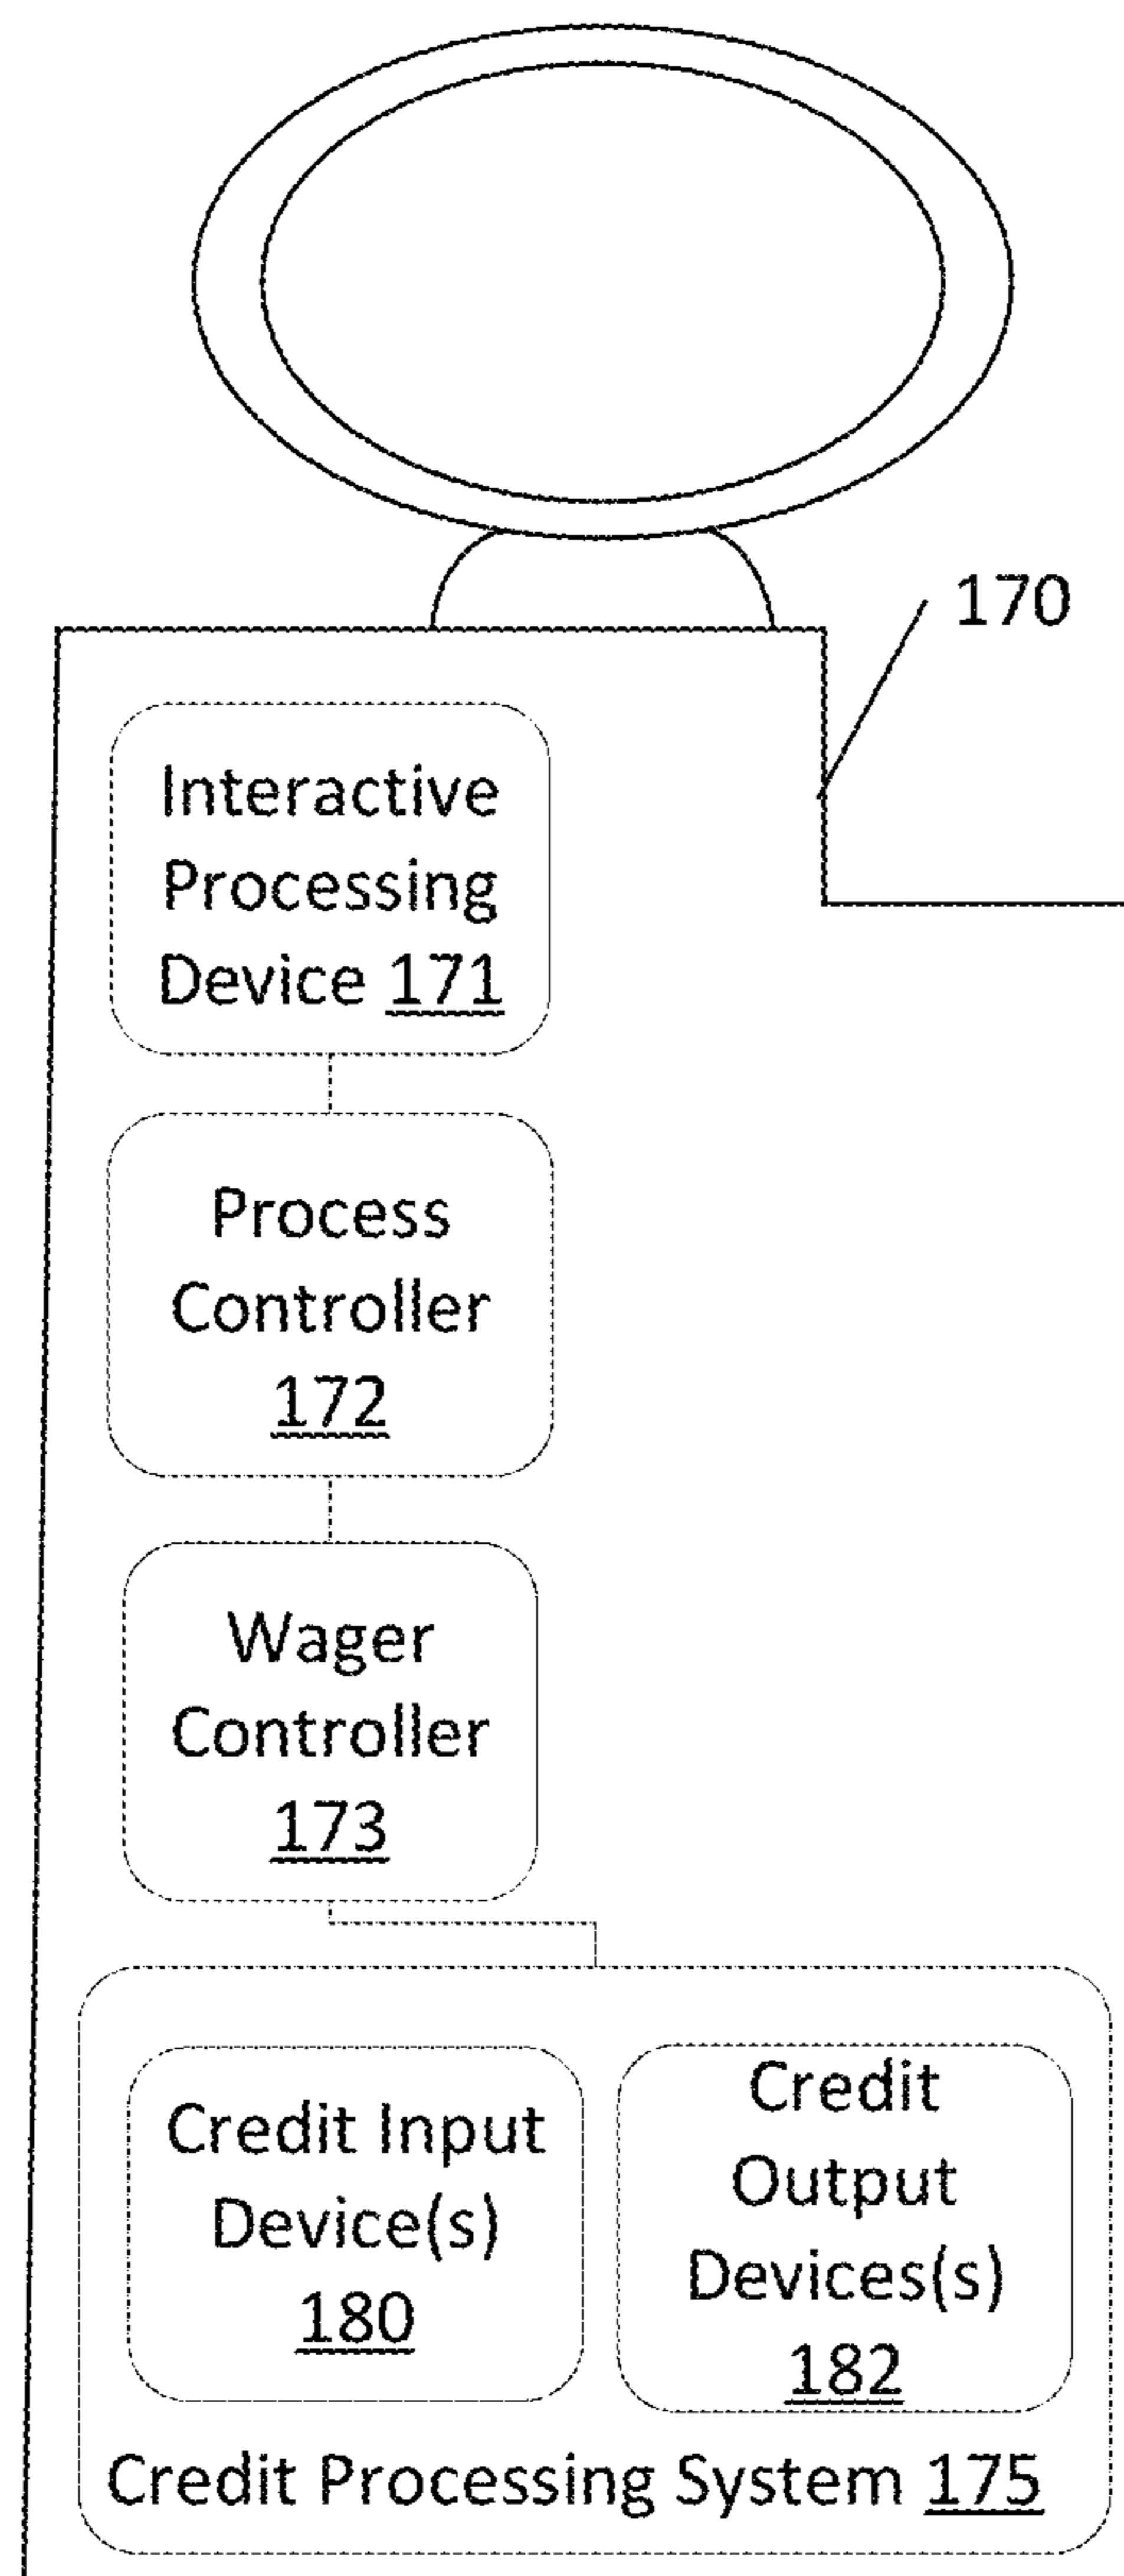 170
Interactive
Processing
Device 171
Process
Controller
172
Wager
Controller
173
Credit Input
Device(s)
180
Credit
Output
Devices(s)
182
Credit Processing System 175